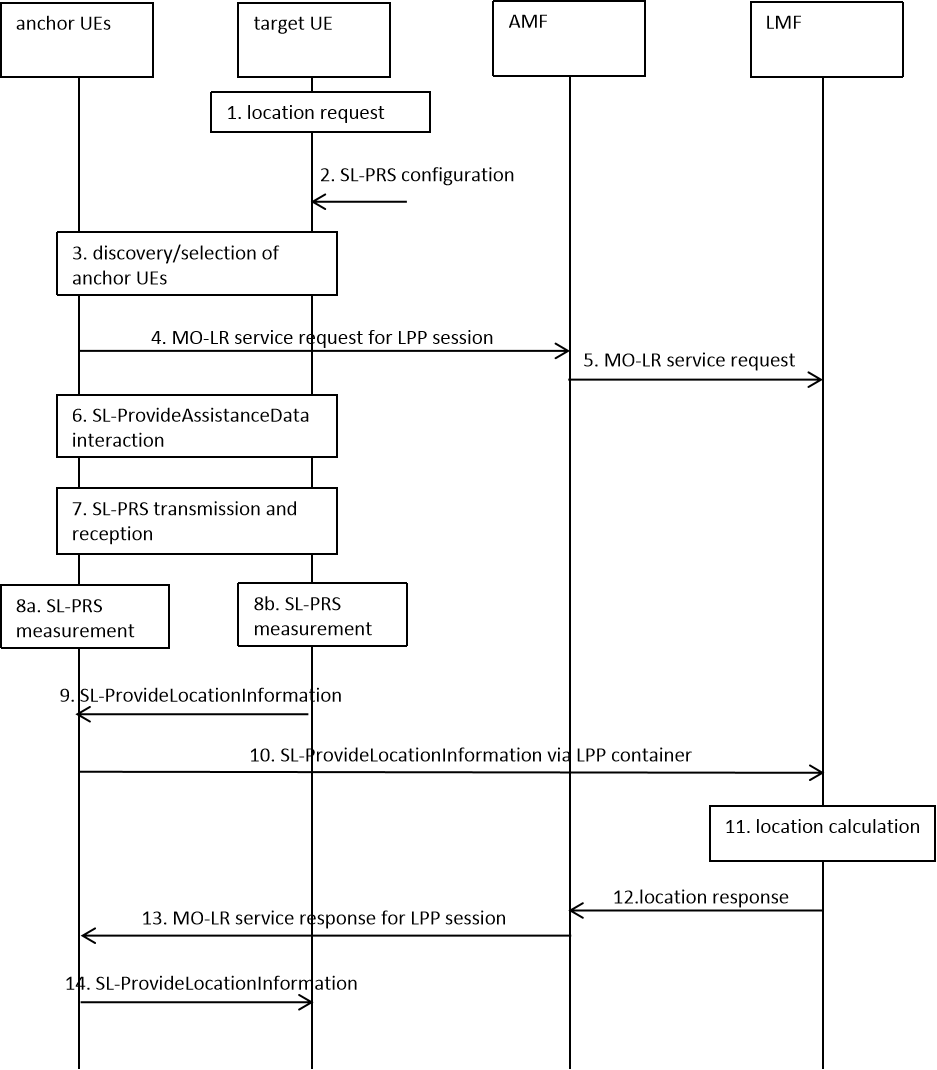 anchor UEs
target UE
AMF
LMF
1. location request
2. SL-PRS configuration
3. discovery/selection of
anchor UEs
4. MO-LR service request for LPP session
5. MO-LR service request
6. SL-ProvideAssistanceData
interaction
7. SL-PRS transmission and
reception
8a. SL-PRS
measurement
8b. SL-PRS
measurement
9. SL-ProvideLocationInformation
10. SL-ProvideLocationInformation via LPP container
11. location calculation
12.location response
13. MO-LR service response for LPP session
14. SL-ProvideLocationInformation